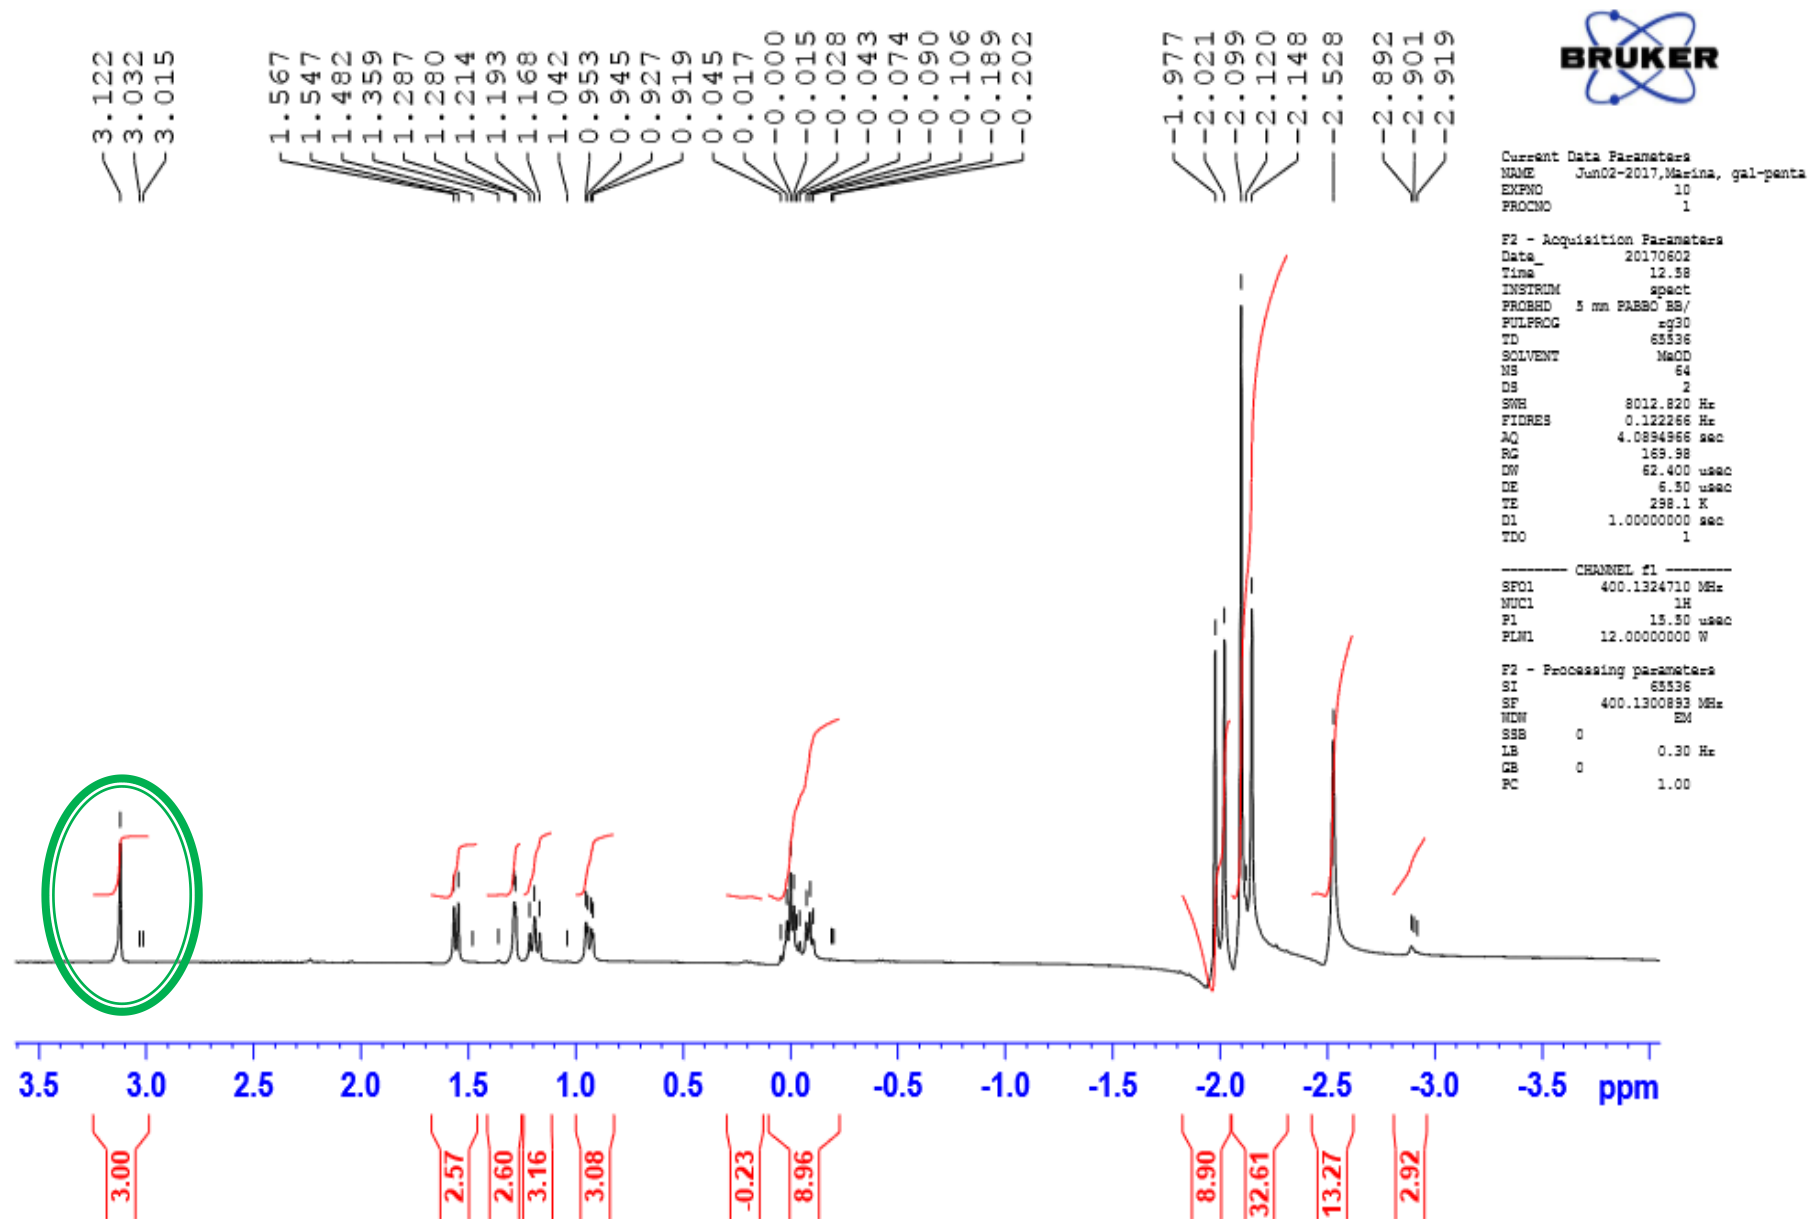 3.122
3.032
3.015
1.567
1.547
1.482
1.359
1.287
1.280
1.214
1.193
1.168
1.042
0.953
0.945
0.927
0.919
0.045
0.017
-0.000
-0.015
-0.028
-0.043
-0.074
-0.090
-0.106
-0.189
-0.202
-1.977
-2.021
-2.099
-2.120
-2.148
-2.528
-2.892
-2.901
-2.919
BRUKER
Current Data Parameters
NAME Jun02-2017,Marina, gal-penta
EXPNO 10
PROCNO 1
F2 - Acquisition Parameters
Date_ 20170602
Time 12.58
INSTRUM spect
PROBHD 5 mm PABBO BB/
PULPROG zg30
TD 65536
SOLVENT MeOD
NS 64
DS 2
SWH 8012.820 Hz
FIDRES 0.122266 Hz
AQ 4.0894966 sec
RG 169.98
DW 62.400 usec
DE 6.50 usec
TE 298.1 K
D1 1.00000000 sec
TD0 1
======== CHANNEL f1 ========
SFO1 400.1324710 MHz
NUC1 1H
P1 15.50 usec
PLW1 12.00000000 W
F2 - Processing parameters
SI 65536
SF 400.1300893 MHz
WDW EM
SSB 0
LB 0.30 Hz
GB 0
PC 1.00
3.5 3.0 2.5 2.0 1.5 1.0 0.5 0.0 -0.5 -1.0 -1.5 -2.0 -2.5 -3.0 -3.5 ppm
3.00
2.57
2.60
3.16
3.08
-0.23
8.96
8.90
32.61
13.27
2.92